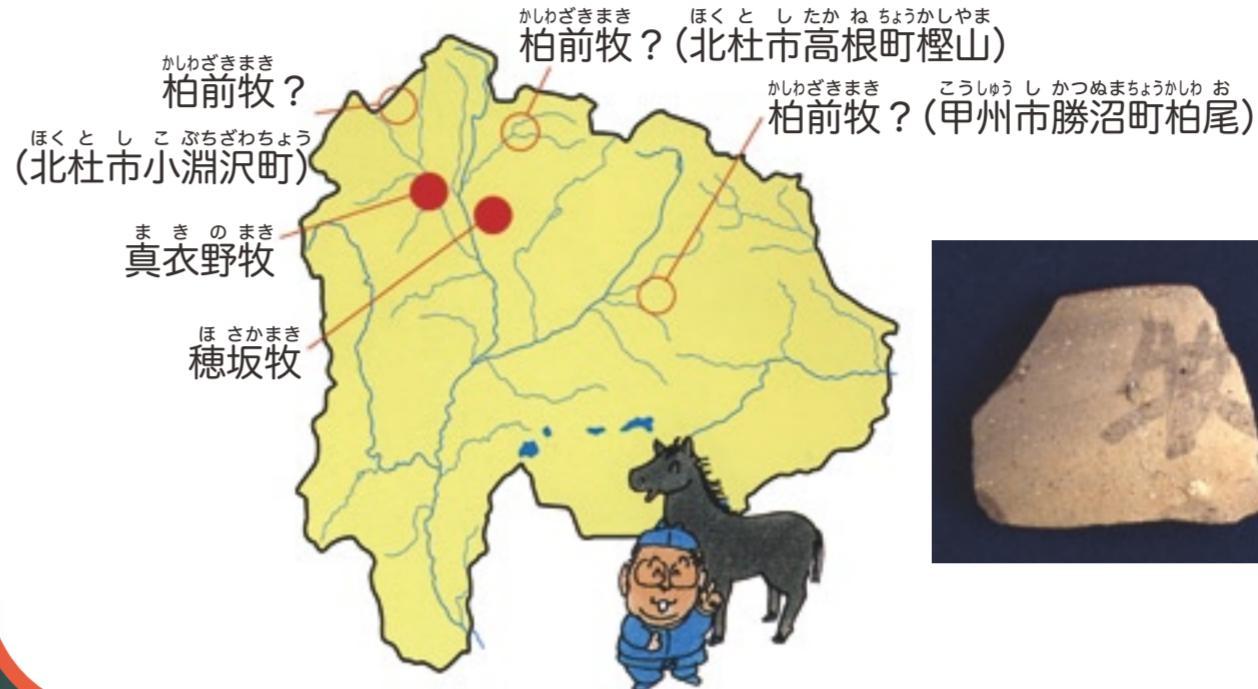 かしわざきまき
柏前牧？(北杜市高根町樫山)
ほくとしたかねちょうかしやま
かしわざきまき
柏前牧？
ほくとしこぶちざわちょう
(北杜市小淵沢町)
かしわざきまき
柏前牧？(甲州市勝沼町柏尾)
こうしゅうしかつぬまちょうかしわお
まきのまき
真衣野牧
ほさかまき
穂坂牧
牧